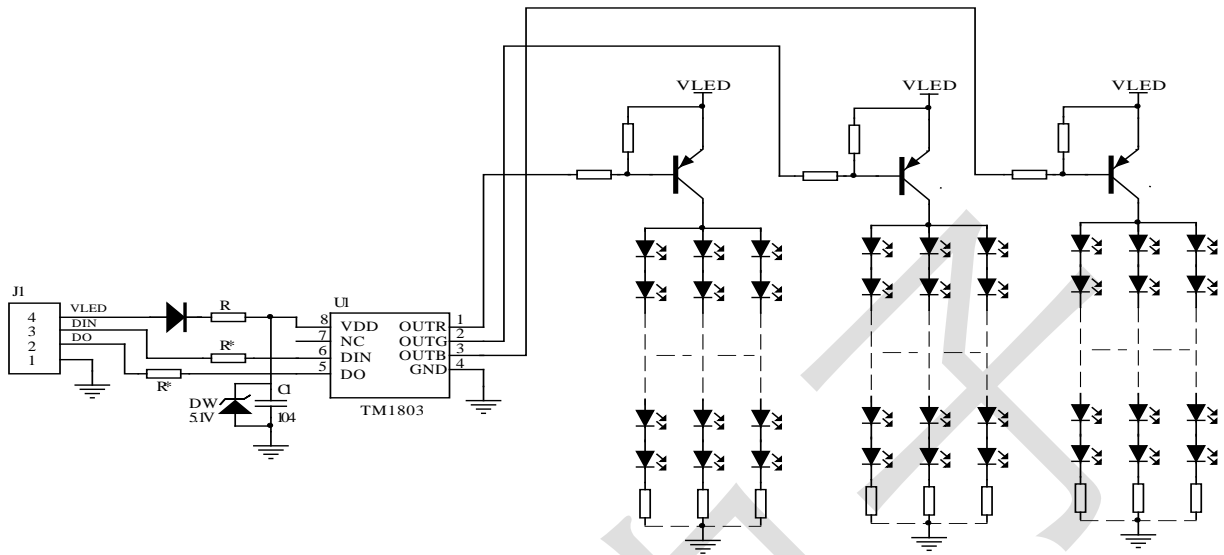 VLED
VLED
VLED
J1
4
3
2
1
VLED
DIN
DO
R
R*
R*
U1
8
7
6
5
VDD
NC
DIN
DO
OUTR
OUTG
OUTB
GND
1
2
3
4
TM1803
DW
5.1V
C1
104